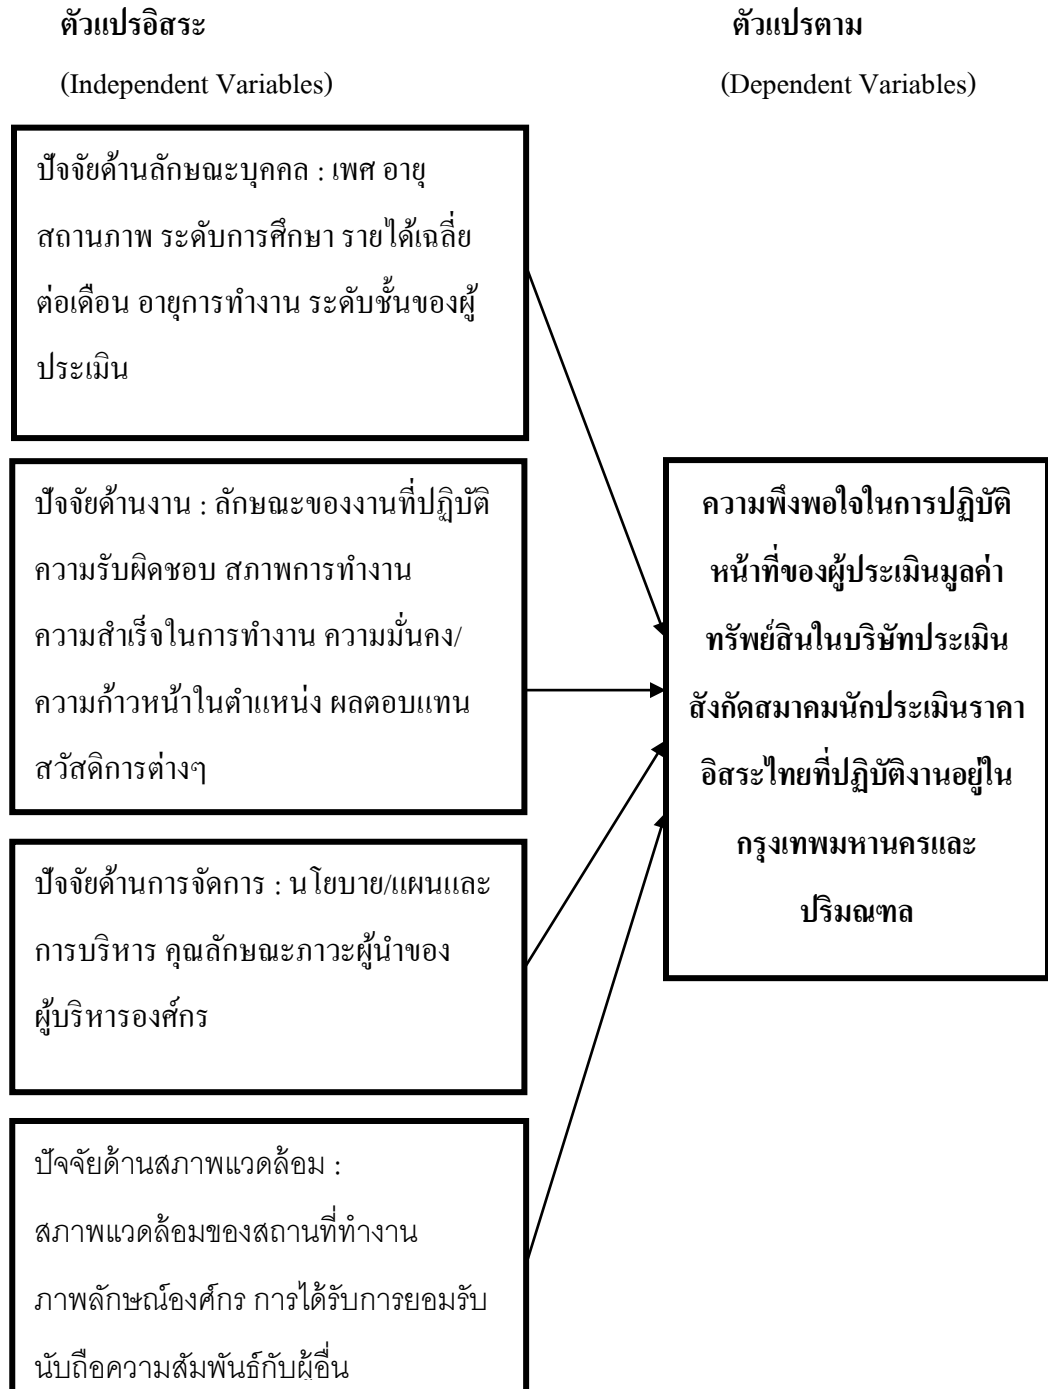 ตัวแปรอิสระ
(Independent Variables)
ตัวแปรตาม
(Dependent Variables)
ปัจจัยด้านลักษณะบุคคล : เพศ อายุ
สถานภาพ ระดับการศึกษา รายได้เฉลี่ย
ต่อเดือน อายุการทำงาน ระดับชั้นของผู้
ประเมิน
ปัจจัยด้านงาน : ลักษณะของงานที่ปฏิบัติ
ความรับผิดชอบ สภาพการทำงาน
ความสำเร็จในการทำงาน ความมั่นคง/
ความก้าวหน้าในตำแหน่ง ผลตอบแทน
สวัสดิการต่างๆ
ปัจจัยด้านการจัดการ : นโยบาย/แผนและ
การบริหาร คุณลักษณะภาวะผู้นำของ
ผู้บริหารองค์กร
ปัจจัยด้านสภาพแวดล้อม :
สภาพแวดล้อมของสถานที่ทำงาน
ภาพลักษณ์องค์กร การได้รับการยอมรับ
นับถือความสัมพันธ์กับผู้อื่น
ความพึงพอใจในการปฏิบัติ
หน้าที่ของผู้ประเมินมูลค่า
ทรัพย์สินในบริษัทประเมิน
สังกัดสมาคมนักประเมินราคา
อิสระไทยที่ปฏิบัติงานอยู่ใน
กรุงเทพมหานครและ
ปริมณฑล